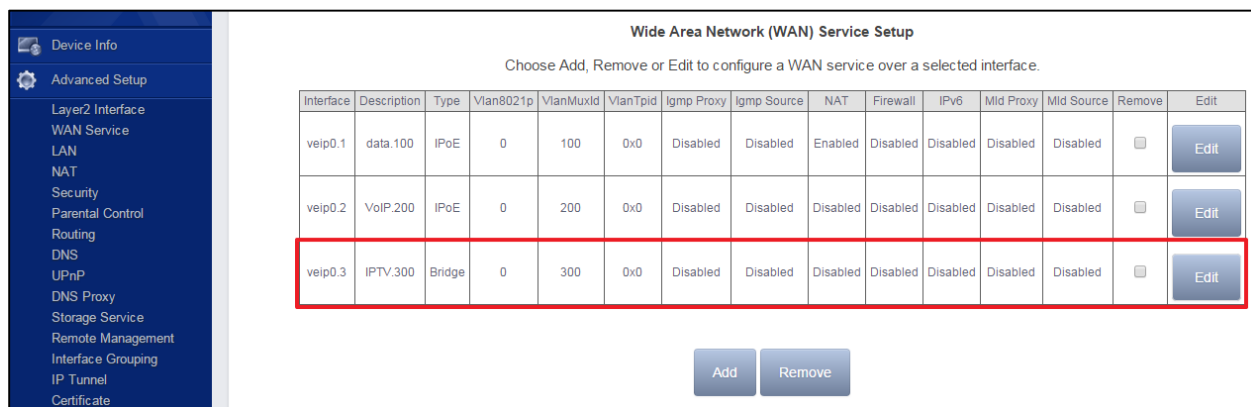 Device Info
Advanced Setup
Layer2 Interface
WAN Service
LAN
NAT
Security
Parental Control
Routing
DNS
UPnP
DNS Proxy
Storage Service
Remote Management
Interface Grouping
IP Tunnel
Certificate
Wide Area Network (WAN) Service Setup
Choose Add, Remove or Edit to configure a WAN service over a selected interface.
Interface Description Type Vlan8021p VlanMuxId VlanTpid Igmp Proxy Igmp Source NAT Firewall IPv6 Mld Proxy Mld Source Remove Edit
veip0.1 data.100 IPoE 0 100 0x0 Disabled Disabled Enabled Disabled Disabled Disabled Disabled Edit
veip0.2 VoIP.200 IPoE 0 200 0x0 Disabled Disabled Disabled Disabled Disabled Disabled Disabled Edit
veip0.3 IPTV.300 Bridge 0 300 0x0 Disabled Disabled Disabled Disabled Disabled Disabled Disabled Edit
Add Remove